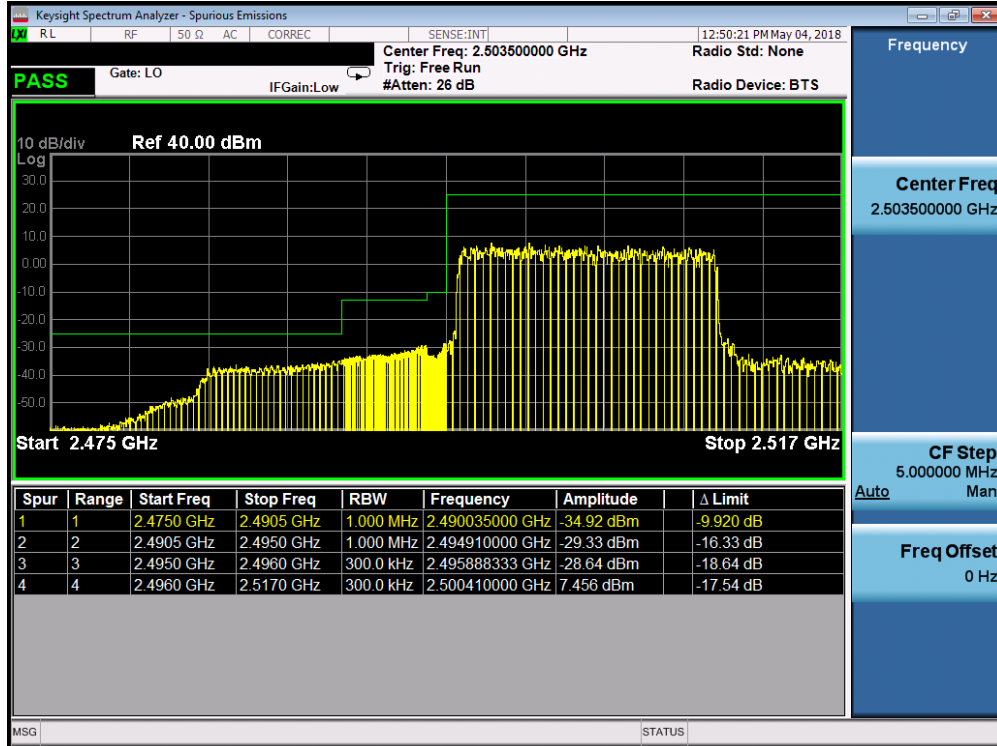 Keysight Spectrum Analyzer - Spurious Emissions
LXI RL RF 50 Ω AC CORREC SENSE:INT 12:50:21 PM May 04, 2018
Center Freq: 2.503500000 GHz Radio Std: None
PASS Gate: LO Trig: Free Run
IFGain:Low #Atten: 26 dB Radio Device: BTS
10 dB/div Ref 40.00 dBm
Log
30.0
20.0
10.0
0.00
-10.0
-20.0
-30.0
-40.0
-50.0
Start 2.475 GHz Stop 2.517 GHz
Spur Range Start Freq Stop Freq RBW Frequency Amplitude Δ Limit
1 1 2.4750 GHz 2.4905 GHz 1.000 MHz 2.490035000 GHz -34.92 dBm -9.920 dB
2 2 2.4905 GHz 2.4950 GHz 1.000 MHz 2.494910000 GHz -29.33 dBm -16.33 dB
3 3 2.4950 GHz 2.4960 GHz 300.0 kHz 2.495888333 GHz -28.64 dBm -18.64 dB
4 4 2.4960 GHz 2.5170 GHz 300.0 kHz 2.500410000 GHz 7.456 dBm -17.54 dB
MSG STATUS
Frequency
Center Freq
2.503500000 GHz
CF Step
5.000000 MHz
Auto Man
Freq Offset
0 Hz